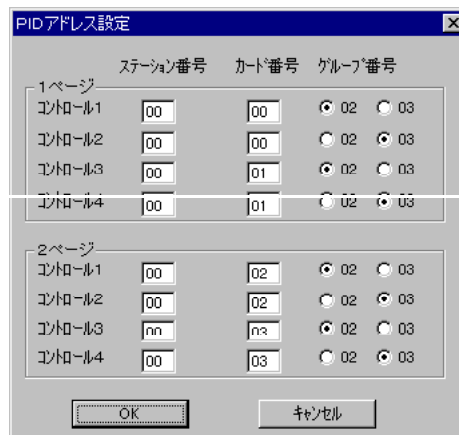 PIDアドレス設定
ステーション番号 カード番号 グループ番号
1ページ
コントロール1 00 00 02 03
コントロール2 00 00 02 03
コントロール3 00 01 02 03
コントロール4 00 01 02 03
2ページ
コントロール1 00 02 02 03
コントロール2 00 02 02 03
コントロール3 00 03 02 03
コントロール4 00 03 02 03
OK キャンセル